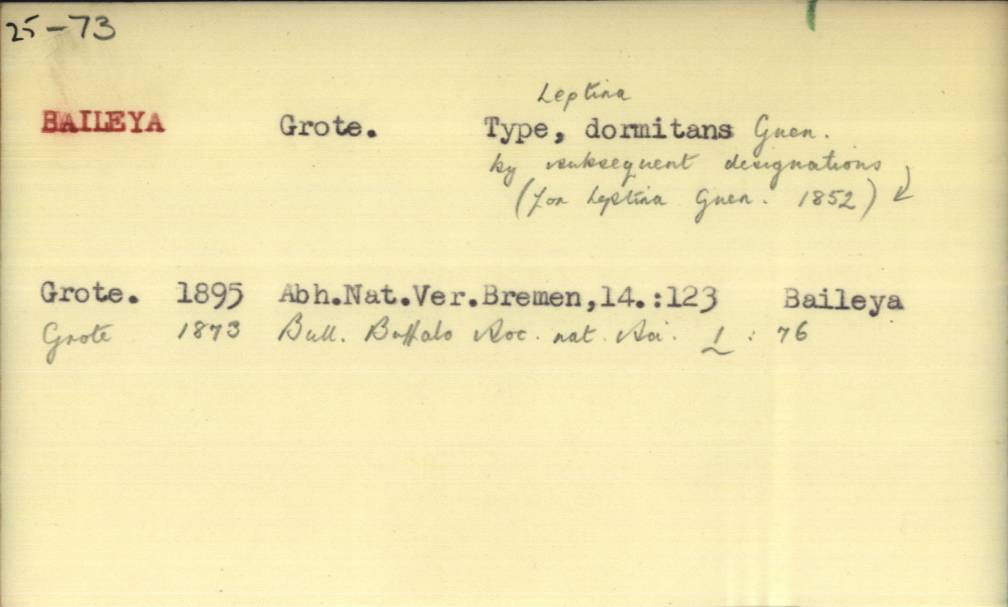 25-73
Leptina
BAILEYA Grote. Type, dormitans Guen.
by subsequent designations
(for Leptina Guen. 1852)
Grote. 1895 Abh.Nat.Ver.Bremen,14.:123 Baileya
Grote 1873 Bull. Buffalo Soc. nat. Sci. 1 : 76